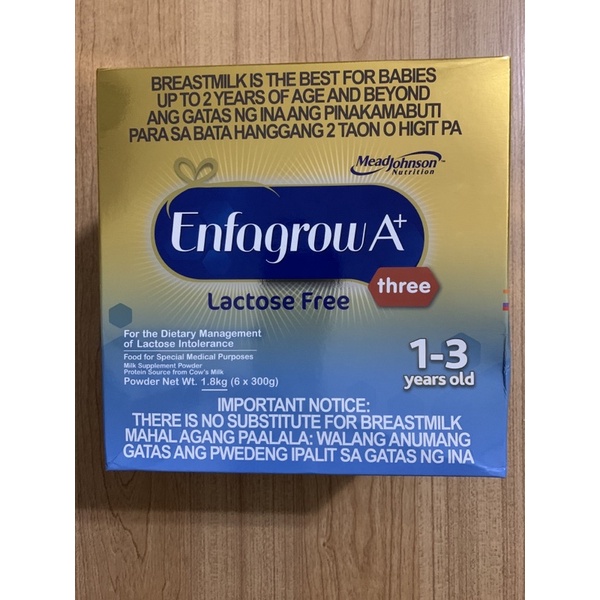 BREASTMILK IS THE BEST FOR BABIES
UP TO 2 YEARS OF AGE AND BEYOND
ANG GATAS NG INA ANG PINAKAMABUTI
PARA SA BATA HANGGANG 2 TAON O HIGIT PA
MeadJohnson™
Nutrition
Enfagrow A+
three
Lactose Free
For the Dietary Management
of Lactose Intolerance
Food for Special Medical Purposes
Milk Supplement Powder
Protein Source from Cow's Milk
Powder Net Wt. 1.8kg (6 x 300g)
1-3
years old
IMPORTANT NOTICE:
THERE IS NO SUBSTITUTE FOR BREASTMILK
MAHALAGANG PAALALA: WALANG ANUMANG
GATAS ANG PWEDENG IPALIT SA GATAS NG INA